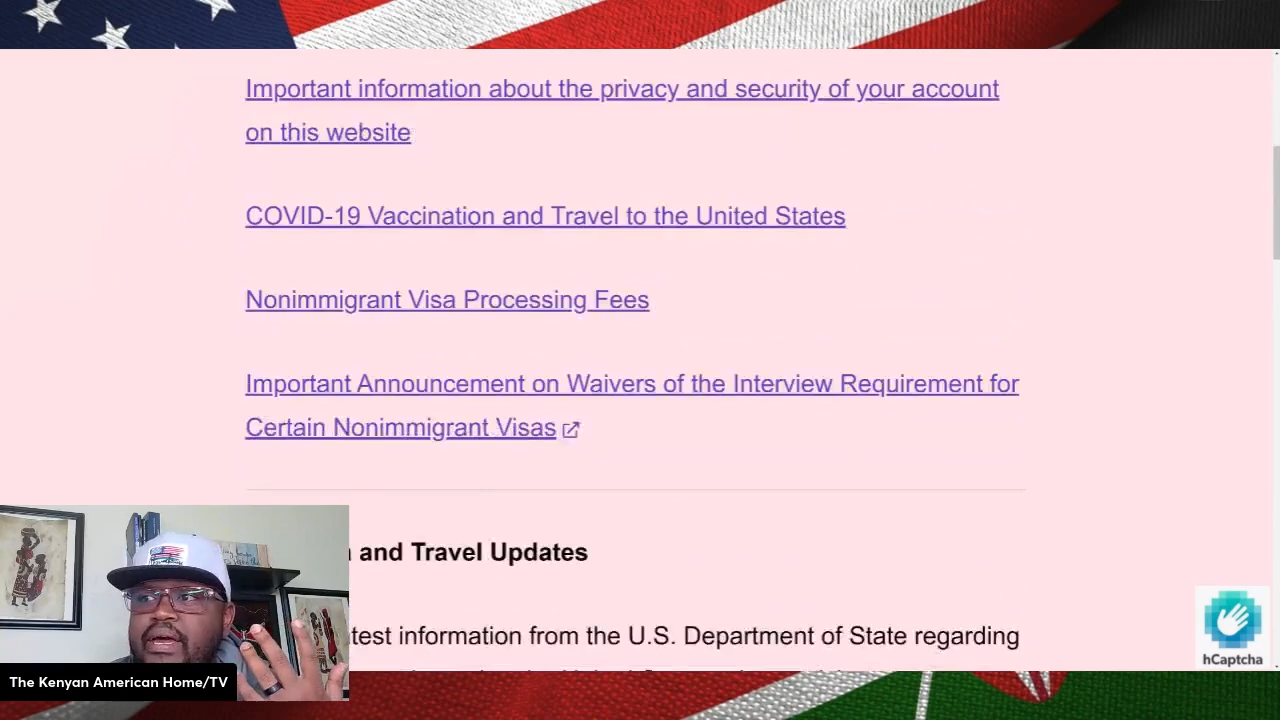 Important information about the privacy and security of your account
on this website
COVID-19 Vaccination and Travel to the United States
Nonimmigrant Visa Processing Fees
Important Announcement on Waivers of the Interview Requirement for
Certain Nonimmigrant Visas
and Travel Updates
information from the U.S. Department of State regarding
hCaptcha
The Kenyan American Home/TV